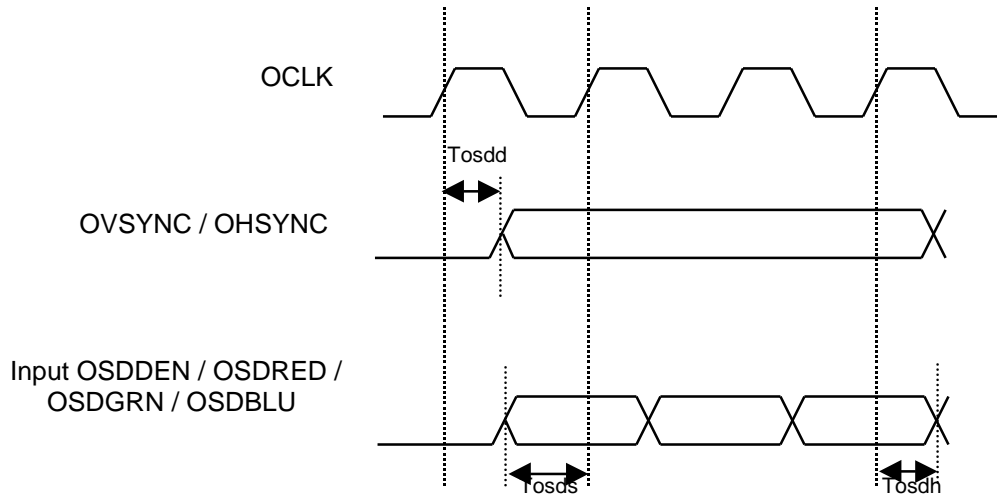 OCLK
Tosdd
OVSYNC / OHSYNC
Input OSDDEN / OSDRED /
OSDGRN / OSDBLU
Tosds
Tosdh